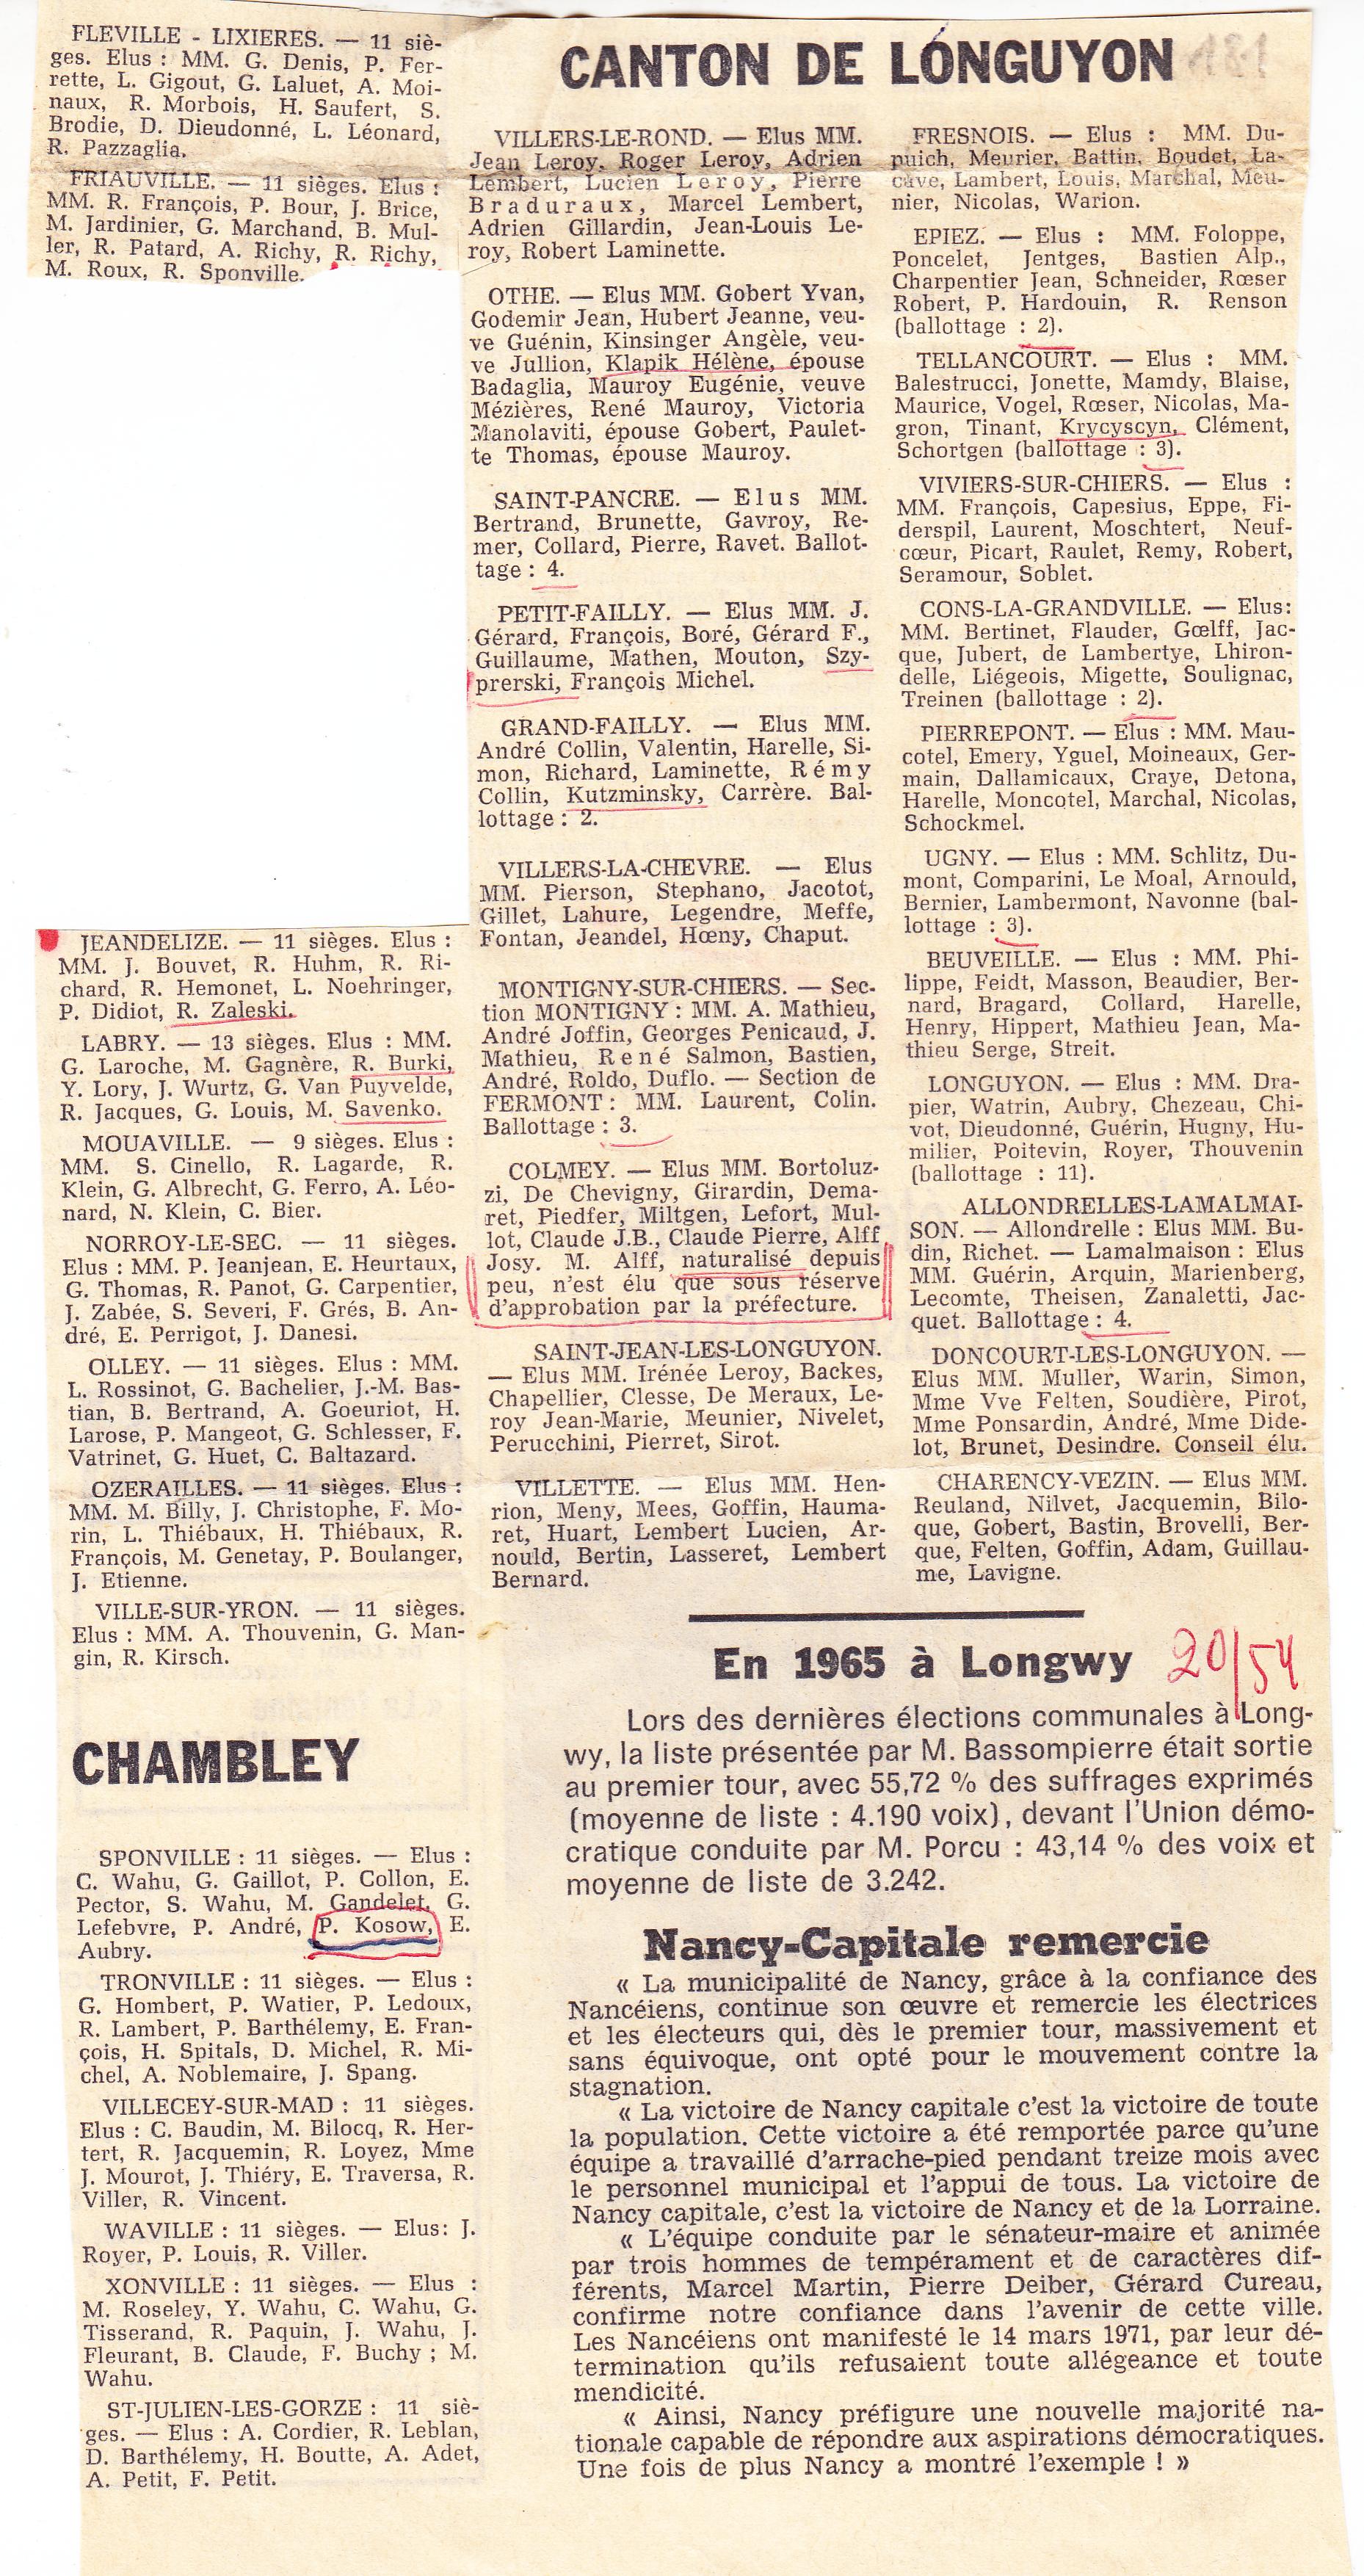 FLEVILLE - LIXIERES. — 11 siè-
ges. Elus : MM. G. Denis, P. Fer-
rette, L. Gigout, G. Laluet, A. Moi-
naux, R. Morbois, H. Saufert, S.
Brodie, D. Dieudonné, L. Léonard,
R. Pazzaglia.
FRIAUVILLE. — 11 sièges. Elus :
MM. R. François, P. Bour, J. Brice,
M. Jardinier, G. Marchand, B. Mul-
ler, R. Patard, A. Richy, R. Richy,
M. Roux, R. Sponville.
JEANDELIZE. — 11 sièges. Elus :
MM. J. Bouvet, R. Huhm, R. Ri-
chard, R. Hemonet, L. Noehringer,
P. Didiot, R. Zaleski.
LABRY. — 13 sièges. Elus : MM.
G. Laroche, M. Gagnère, R. Burki,
Y. Lory, J. Wurtz, G. Van Puyvelde,
R. Jacques, G. Louis, M. Savenko.
MOUAVILLE. — 9 sièges. Elus :
MM. S. Cinello, R. Lagarde, R.
Klein, G. Albrecht, G. Ferro, A. Léo-
nard, N. Klein, C. Bier.
NORROY-LE-SEC. — 11 sièges.
Elus : MM. P. Jeanjean, E. Heurtaux,
G. Thomas, R. Panot, G. Carpentier,
J. Zabée, S. Severi, F. Grés, B. An-
dré, E. Perrigot, J. Danesi.
OLLEY. — 11 sièges. Elus : MM.
L. Rossinot, G. Bachelier, J.-M. Bas-
tian, B. Bertrand, A. Goeuriot, H.
Larose, P. Mangeot, G. Schlesser, F.
Vatrinet, G. Huet, C. Baltazard.
OZERAILLES. — 11 sièges. Elus :
MM. M. Billy, J. Christophe, F. Mo-
rin, L. Thiébaux, H. Thiébaux, R.
François, M. Genetay, P. Boulanger,
J. Etienne.
VILLE-SUR-YRON. — 11 sièges.
Elus : MM. A. Thouvenin, G. Man-
gin, R. Kirsch.
CHAMBLEY
SPONVILLE : 11 sièges. — Elus :
C. Wahu, G. Gaillot, P. Collon, E.
Pector, S. Wahu, M. Gandelet, G.
Lefebvre, P. André, P. Kosow, E.
Aubry.
TRONVILLE : 11 sièges. — Elus :
G. Hombert, P. Watier, P. Ledoux,
R. Lambert, P. Barthélemy, E. Fran-
çois, H. Spitals, D. Michel, R. Mi-
chel, A. Noblemaire, J. Spang.
VILLECEY-SUR-MAD : 11 sièges.
Elus : C. Baudin, M. Bilocq, R. Her-
tert, R. Jacquemin, R. Loyez, Mme
J. Mourot, J. Thiéry, E. Traversa, R.
Viller, R. Vincent.
WAVILLE : 11 sièges. — Elus: J.
Royer, P. Louis, R. Viller.
XONVILLE : 11 sièges. — Elus :
M. Roseley, Y. Wahu, C. Wahu, G.
Tisserand, R. Paquin, J. Wahu, J.
Fleurant, B. Claude, F. Buchy ; M.
Wahu.
ST-JULIEN-LES-GORZE : 11 siè-
ges. — Elus : A. Cordier, R. Leblan,
D. Barthélemy, H. Boutte, A. Adet,
A. Petit, F. Petit.
CANTON DE LONGUYON
VILLERS-LE-ROND. — Elus MM.
Jean Leroy, Roger Leroy, Adrien
Lembert, Lucien Leroy, Pierre
Braduraux, Marcel Lembert,
Adrien Gillardin, Jean-Louis Le-
roy, Robert Laminette.
OTHE. — Elus MM. Gobert Yvan,
Godemir Jean, Hubert Jeanne, veu-
ve Guénin, Kinsinger Angèle, veu-
ve Jullion, Klapik Hélène, épouse
Badaglia, Mauroy Eugénie, veuve
Mézières, René Mauroy, Victoria
Manolaviti, épouse Gobert, Paulet-
te Thomas, épouse Mauroy.
SAINT-PANCRE. — Elus MM.
Bertrand, Brunette, Gavroy, Re-
mer, Collard, Pierre, Ravet. Ballot-
tage : 4.
PETIT-FAILLY. — Elus MM. J.
Gérard, François, Boré, Gérard F.,
Guillaume, Mathen, Mouton, Szy-
prerski, François Michel.
GRAND-FAILLY. — Elus MM.
André Collin, Valentin, Harelle, Si-
mon, Richard, Laminette, Rémy
Collin, Kutzminsky, Carrère. Bal-
lottage : 2.
VILLERS-LA-CHEVRE. — Elus
MM. Pierson, Stephano, Jacotot,
Gillet, Lahure, Legendre, Meffe,
Fontan, Jeandel, Hœny, Chaput.
MONTIGNY-SUR-CHIERS. — Sec-
tion MONTIGNY : MM. A. Mathieu,
André Joffin, Georges Penicaud, J.
Mathieu, René Salmon, Bastien,
André, Roldo, Duflo. — Section de
FERMONT : MM. Laurent, Colin.
Ballottage : 3.
COLMEY. — Elus MM. Bortoluz-
zi, De Chevigny, Girardin, Dema-
ret, Piedfer, Miltgen, Lefort, Mul-
lot, Claude J.B., Claude Pierre, Alff
Josy. M. Alff, naturalisé depuis
peu, n'est élu que sous réserve
d'approbation par la préfecture.
SAINT-JEAN-LES-LONGUYON.
— Elus MM. Irénée Leroy, Backes,
Chapellier, Clesse, De Meraux, Le-
roy Jean-Marie, Meunier, Nivelet,
Perucchini, Pierret, Sirot.
VILLETTE. — Elus MM. Hen-
rion, Meny, Mees, Goffin, Hauma-
ret, Huart, Lembert Lucien, Ar-
nould, Bertin, Lasseret, Lembert
Bernard.
FRESNOIS. — Elus : MM. Du-
puich, Meurier, Battin, Boudet, La-
cave, Lambert, Louis, Marchal, Meu-
nier, Nicolas, Warion.
EPIEZ. — Elus : MM. Foloppe,
Poncelet, Jentges, Bastien Alp.,
Charpentier Jean, Schneider, Rœser
Robert, P. Hardouin, R. Renson
(ballottage : 2).
TELLANCOURT. — Elus : MM.
Balestrucci, Jonette, Mamdy, Blaise,
Maurice, Vogel, Rœser, Nicolas, Ma-
gron, Tinant, Krycyscyn, Clément,
Schortgen (ballottage : 3).
VIVIERS-SUR-CHIERS. — Elus :
MM. François, Capesius, Eppe, Fi-
derspil, Laurent, Moschtert, Neuf-
cœur, Picart, Raulet, Remy, Robert,
Seramour, Soblet.
CONS-LA-GRANDVILLE. — Elus:
MM. Bertinet, Flauder, Gœlff, Jac-
que, Jubert, de Lambertye, Lhiron-
delle, Liégeois, Migette, Soulignac,
Treinen (ballottage : 2).
PIERREPONT. — Elus : MM. Mau-
cotel, Emery, Yguel, Moineaux, Ger-
main, Dallamicaux, Craye, Detona,
Harelle, Moncotel, Marchal, Nicolas,
Schockmel.
UGNY. — Elus : MM. Schlitz, Du-
mont, Comparini, Le Moal, Arnould,
Bernier, Lambermont, Navonne (bal-
lottage : 3).
BEUVEILLE. — Elus : MM. Phi-
lippe, Feidt, Masson, Beaudier, Ber-
nard, Bragard, Collard, Harelle,
Henry, Hippert, Mathieu Jean, Ma-
thieu Serge, Streit.
LONGUYON. — Elus : MM. Dra-
pier, Watrin, Aubry, Chezeau, Chi-
vot, Dieudonné, Guérin, Hugny, Hu-
milier, Poitevin, Royer, Thouvenin
(ballottage : 11).
ALLONDRELLES-LAMALMAI-
SON. — Allondrelle : Elus MM. Bu-
din, Richet. — Lamalmaison : Elus
MM. Guérin, Arquin, Marienberg,
Lecomte, Theisen, Zanaletti, Jac-
quet. Ballottage : 4.
DONCOURT-LES-LONGUYON. —
Elus MM. Muller, Warin, Simon,
Mme Vve Felten, Soudière, Pirot,
Mme Ponsardin, André, Mme Dide-
lot, Brunet, Desindre. Conseil élu.
CHARENCY-VEZIN. — Elus MM.
Reuland, Nilvet, Jacquemin, Bilo-
que, Gobert, Bastin, Brovelli, Ber-
que, Felten, Goffin, Adam, Guillau-
me, Lavigne.
En 1965 à Longwy
20/54
Lors des dernières élections communales à Long-
wy, la liste présentée par M. Bassompierre était sortie
au premier tour, avec 55,72 % des suffrages exprimés
(moyenne de liste : 4.190 voix), devant l'Union démo-
cratique conduite par M. Porcu : 43,14 % des voix et
moyenne de liste de 3.242.
Nancy-Capitale remercie
« La municipalité de Nancy, grâce à la confiance des
Nancéiens, continue son œuvre et remercie les électrices
et les électeurs qui, dès le premier tour, massivement et
sans équivoque, ont opté pour le mouvement contre la
stagnation.
« La victoire de Nancy capitale c'est la victoire de toute
la population. Cette victoire a été remportée parce qu'une
équipe a travaillé d'arrache-pied pendant treize mois avec
le personnel municipal et l'appui de tous. La victoire de
Nancy capitale, c'est la victoire de Nancy et de la Lorraine.
« L'équipe conduite par le sénateur-maire et animée
par trois hommes de tempérament et de caractères dif-
férents, Marcel Martin, Pierre Deiber, Gérard Cureau,
confirme notre confiance dans l'avenir de cette ville.
Les Nancéiens ont manifesté le 14 mars 1971, par leur dé-
termination qu'ils refusaient toute allégeance et toute
mendicité.
« Ainsi, Nancy préfigure une nouvelle majorité na-
tionale capable de répondre aux aspirations démocratiques.
Une fois de plus Nancy a montré l'exemple ! »